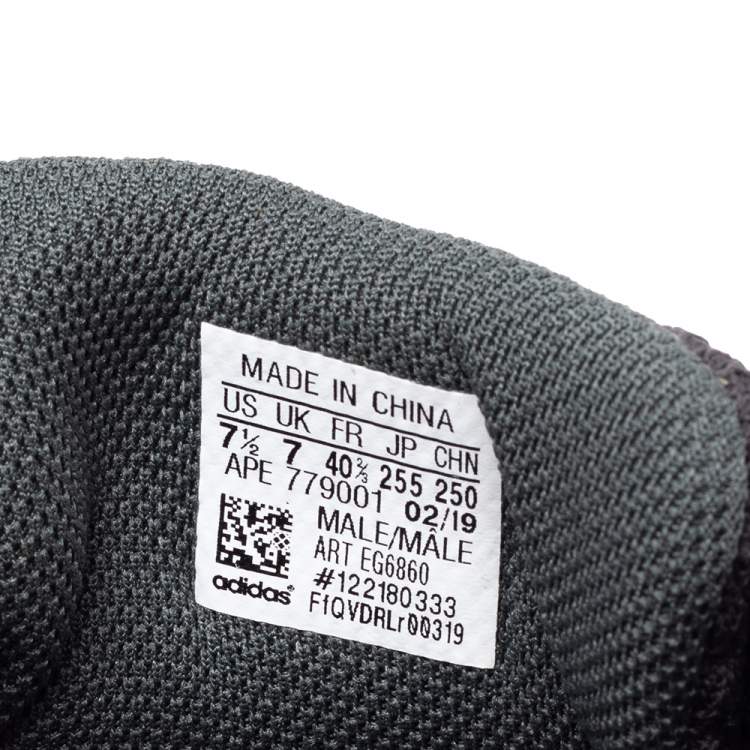 MADE IN CHINA
US UK FR JP CHN
7½ 7 40⅔ 255 250
APE 779001 02/19
MALE/MÂLE
ART EG6860
#122180333
FfQVDRLr00319
adidas®